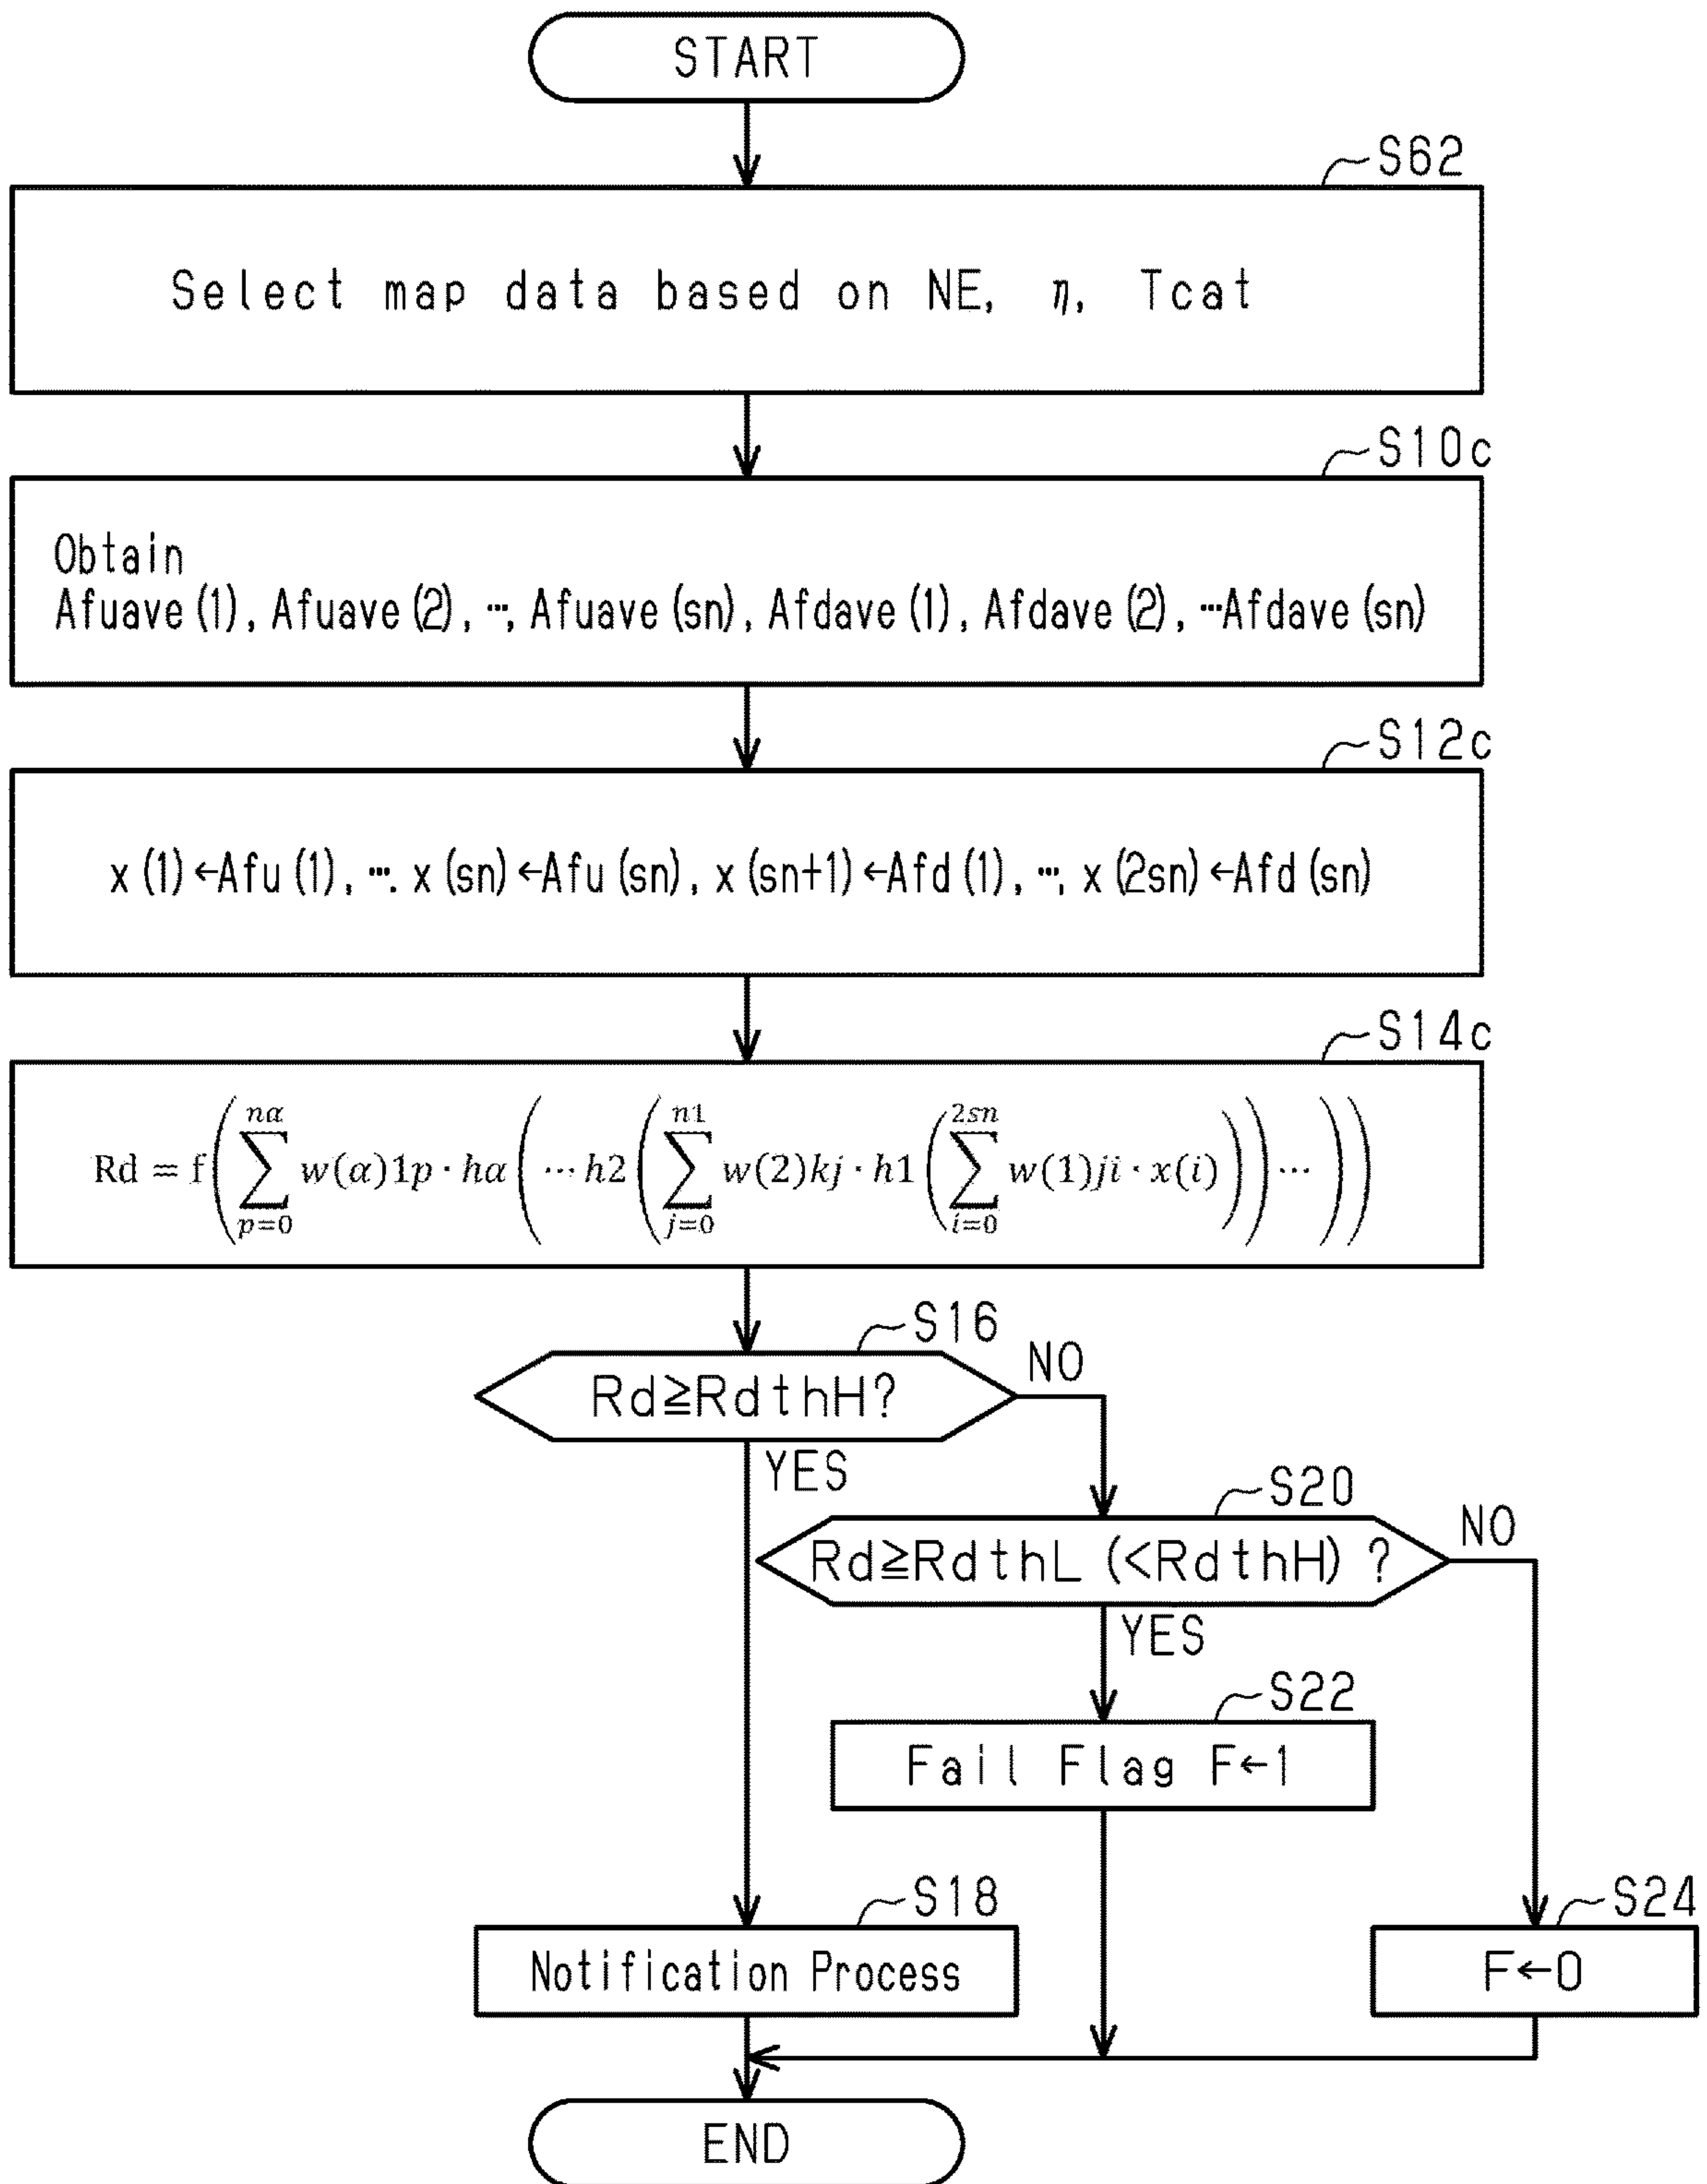 START
S62
Select map data based on NE, η, Tcat
S10c
Obtain
Afuave(1), Afuave(2), …, Afuave(sn), Afdave(1), Afdave(2), …Afdave(sn)
S12c
x(1)←Afu(1), …. x(sn)←Afu(sn), x(sn+1)←Afd(1), …, x(2sn)←Afd(sn)
S14c
Rd = f(∑_{p=0}^{nα} w(α)1p · hα(… h2(∑_{j=0}^{n1} w(2)kj · h1(∑_{i=0}^{2sn} w(1)ji · x(i))) … ))
S16
Rd≧RdthH?
NO
YES
S20
Rd≧RdthL (<RdthH) ?
NO
YES
S22
Fail Flag F←1
S18
Notification Process
S24
F←0
END